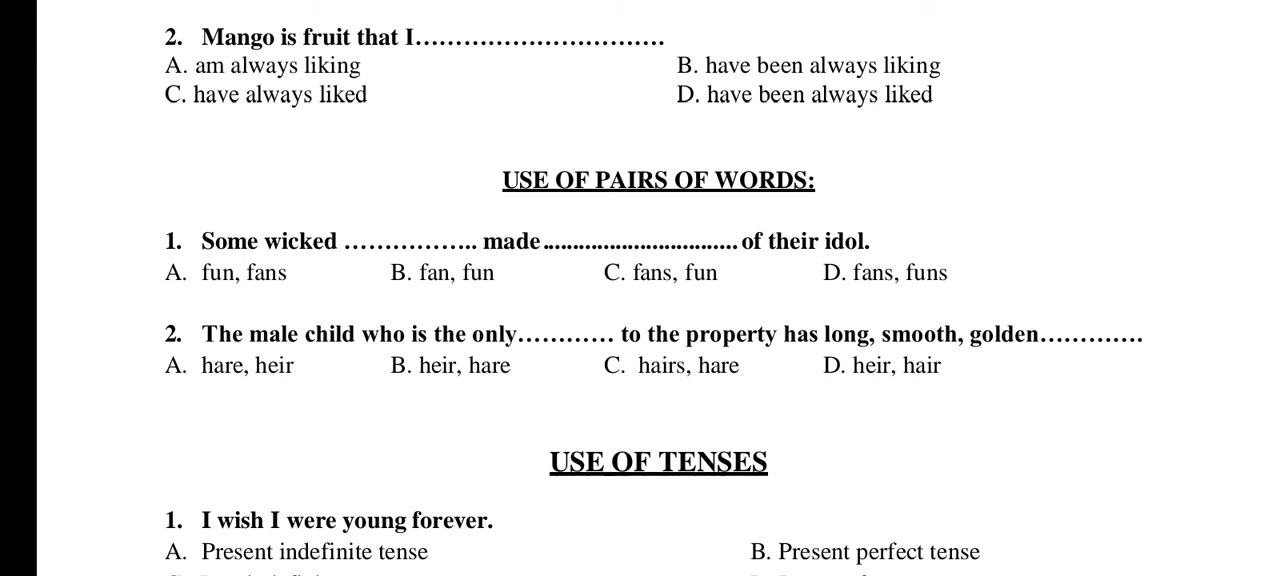 2. Mango is fruit that I...............................
A. am always liking B. have been always liking
C. have always liked D. have been always liked
USE OF PAIRS OF WORDS:
1. Some wicked ................. made................................ of their idol.
A. fun, fans B. fan, fun C. fans, fun D. fans, funs
2. The male child who is the only............ to the property has long, smooth, golden.............
A. hare, heir B. heir, hare C. hairs, hare D. heir, hair
USE OF TENSES
1. I wish I were young forever.
A. Present indefinite tense B. Present perfect tense